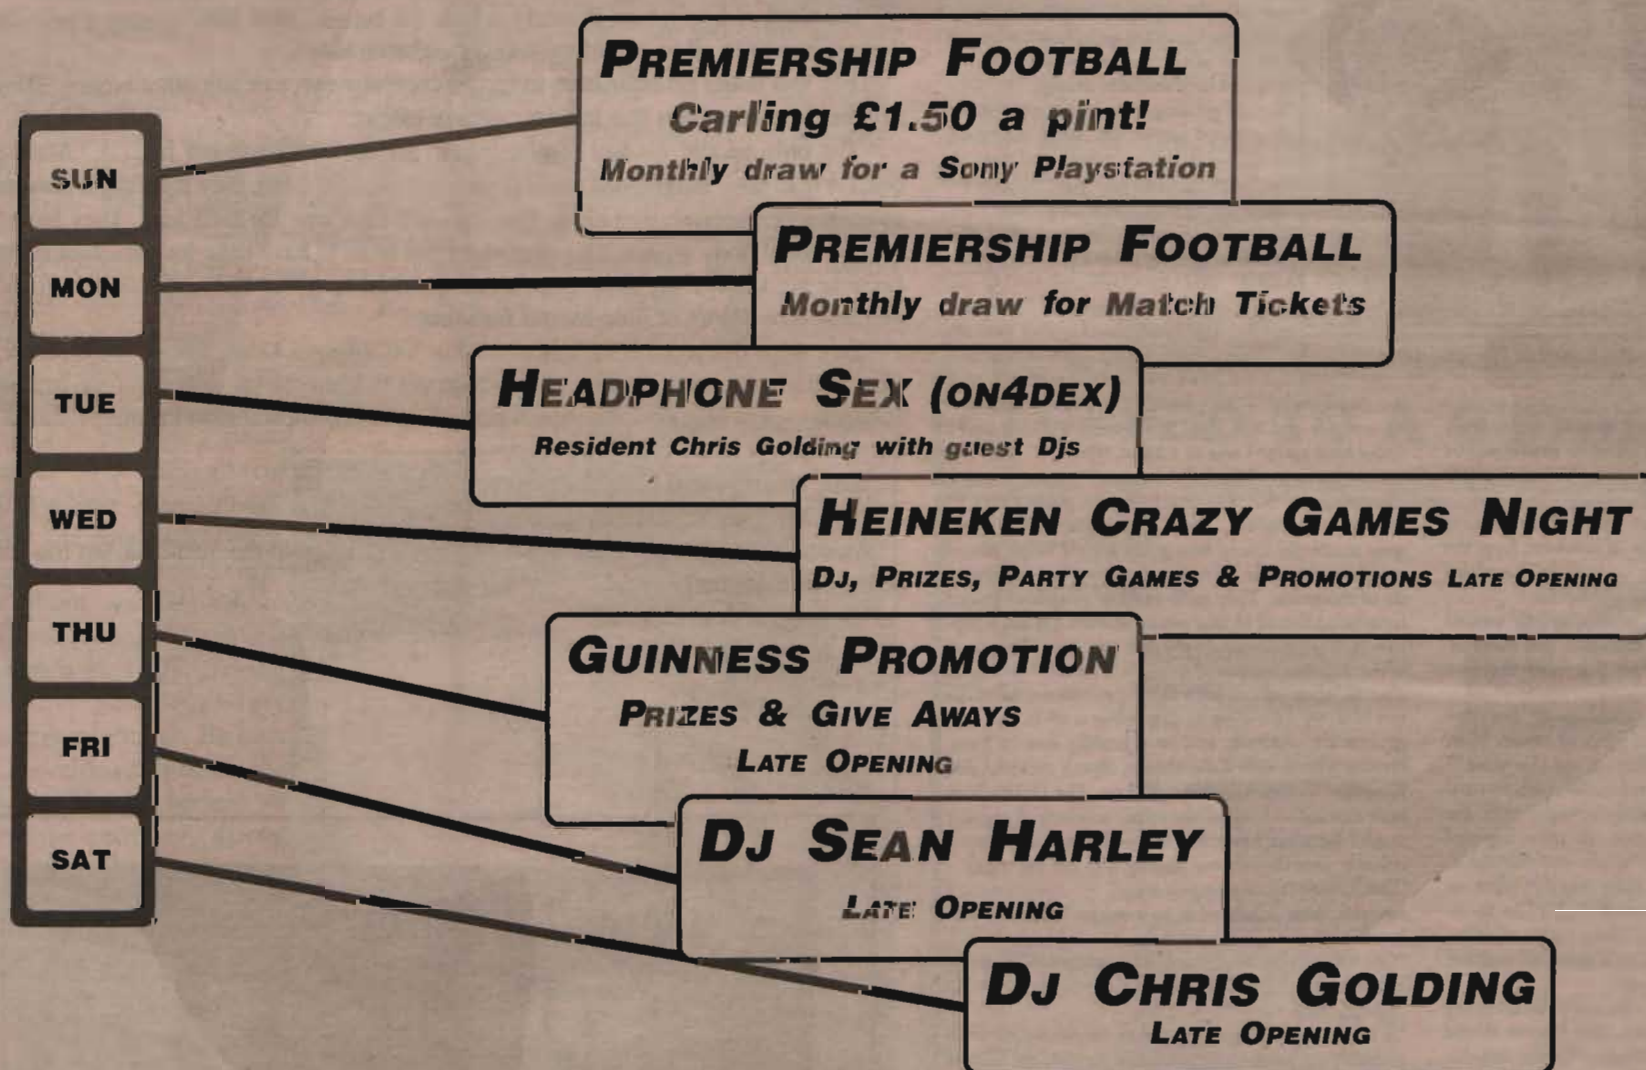 SUN
PREMIERSHIP FOOTBALL
Carling £1.50 a pint!
Monthly draw for a Sony Playstation
MON
PREMIERSHIP FOOTBALL
Monthly draw for Match Tickets
TUE
HEADPHONE SEX (ON4DEX)
Resident Chris Golding with guest Djs
WED
HEINEKEN CRAZY GAMES NIGHT
DJ, PRIZES, PARTY GAMES & PROMOTIONS LATE OPENING
THU
GUINNESS PROMOTION
PRIZES & GIVE AWAYS
LATE OPENING
FRI
DJ SEAN HARLEY
LATE OPENING
SAT
DJ CHRIS GOLDING
LATE OPENING